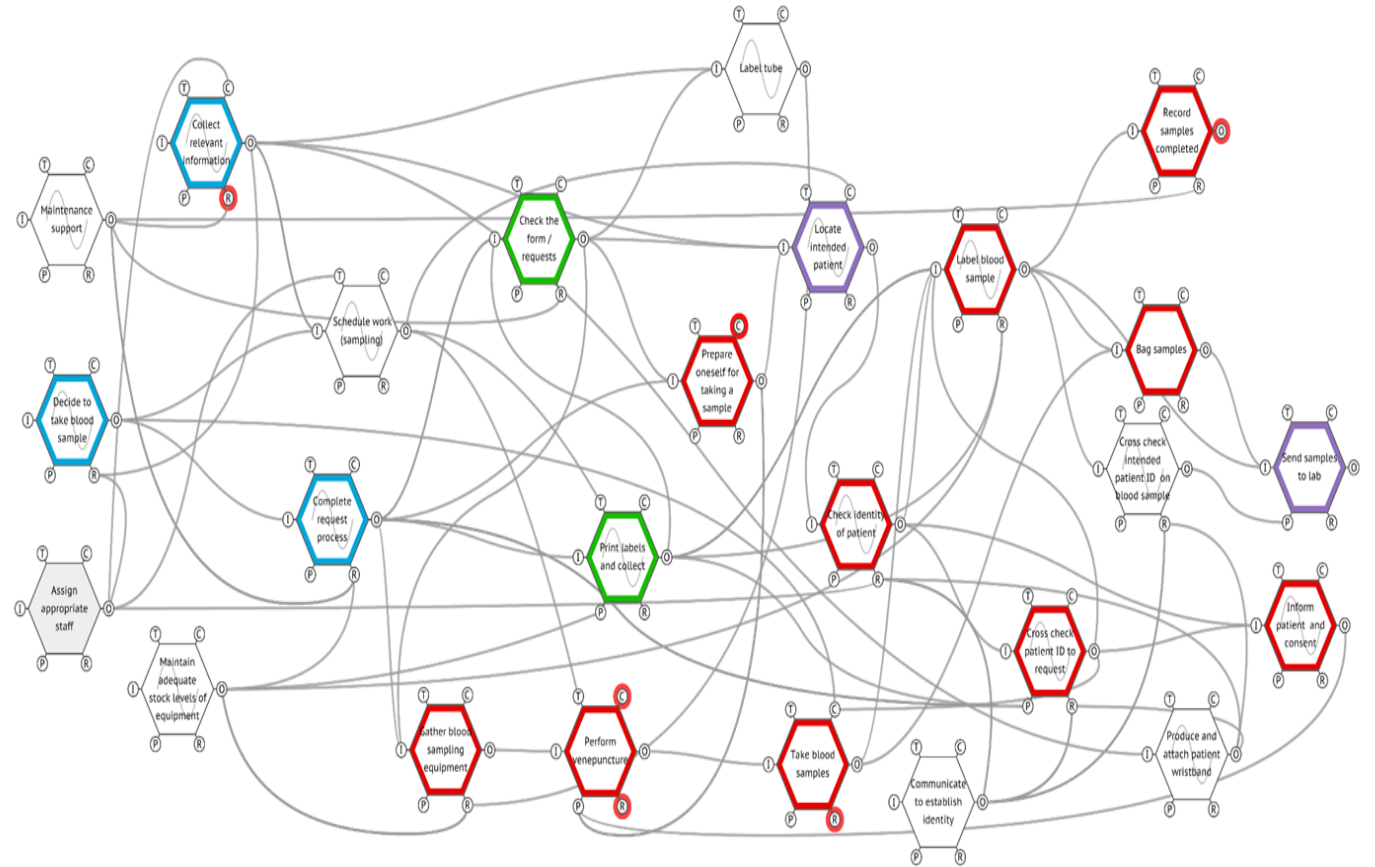 T C
Label tube
I O
P R
T C
Record
samples
completed
I O
P R
T C
Collect
relevant
information
I O
P R
T C
Maintenance
support
I O
P R
T C
Check the
form /
requests
I O
P R
T C
Locate
intended
patient
I O
P R
T C
Label blood
sample
I O
P R
T C
Schedule work
(sampling)
I O
P R
T C
Prepare
oneself for
taking a
sample
I O
P R
T C
Bag samples
I O
P R
T C
Decide to
take blood
sample
I O
P R
T C
Cross check
intended
patient ID on
blood sample
I O
P R
T C
Send samples
to lab
I O
P R
T C
Complete
request
process
I O
P R
T C
Check identity
of patient
I O
P R
T C
Print labels
and collect
I O
P R
T C
Assign
appropriate
staff
I O
P R
T C
Inform
patient and
consent
I O
P R
T C
Cross check
patient ID to
request
I O
P R
T C
Maintain
adequate
stock levels of
equipment
I O
P R
T C
Gather blood
sampling
equipment
I O
P R
T C
Perform
venepuncture
I O
P R
T C
Take blood
samples
I O
P R
T C
Communicate
to establish
identity
I O
P R
T C
Produce and
attach patient
wristband
I O
P R